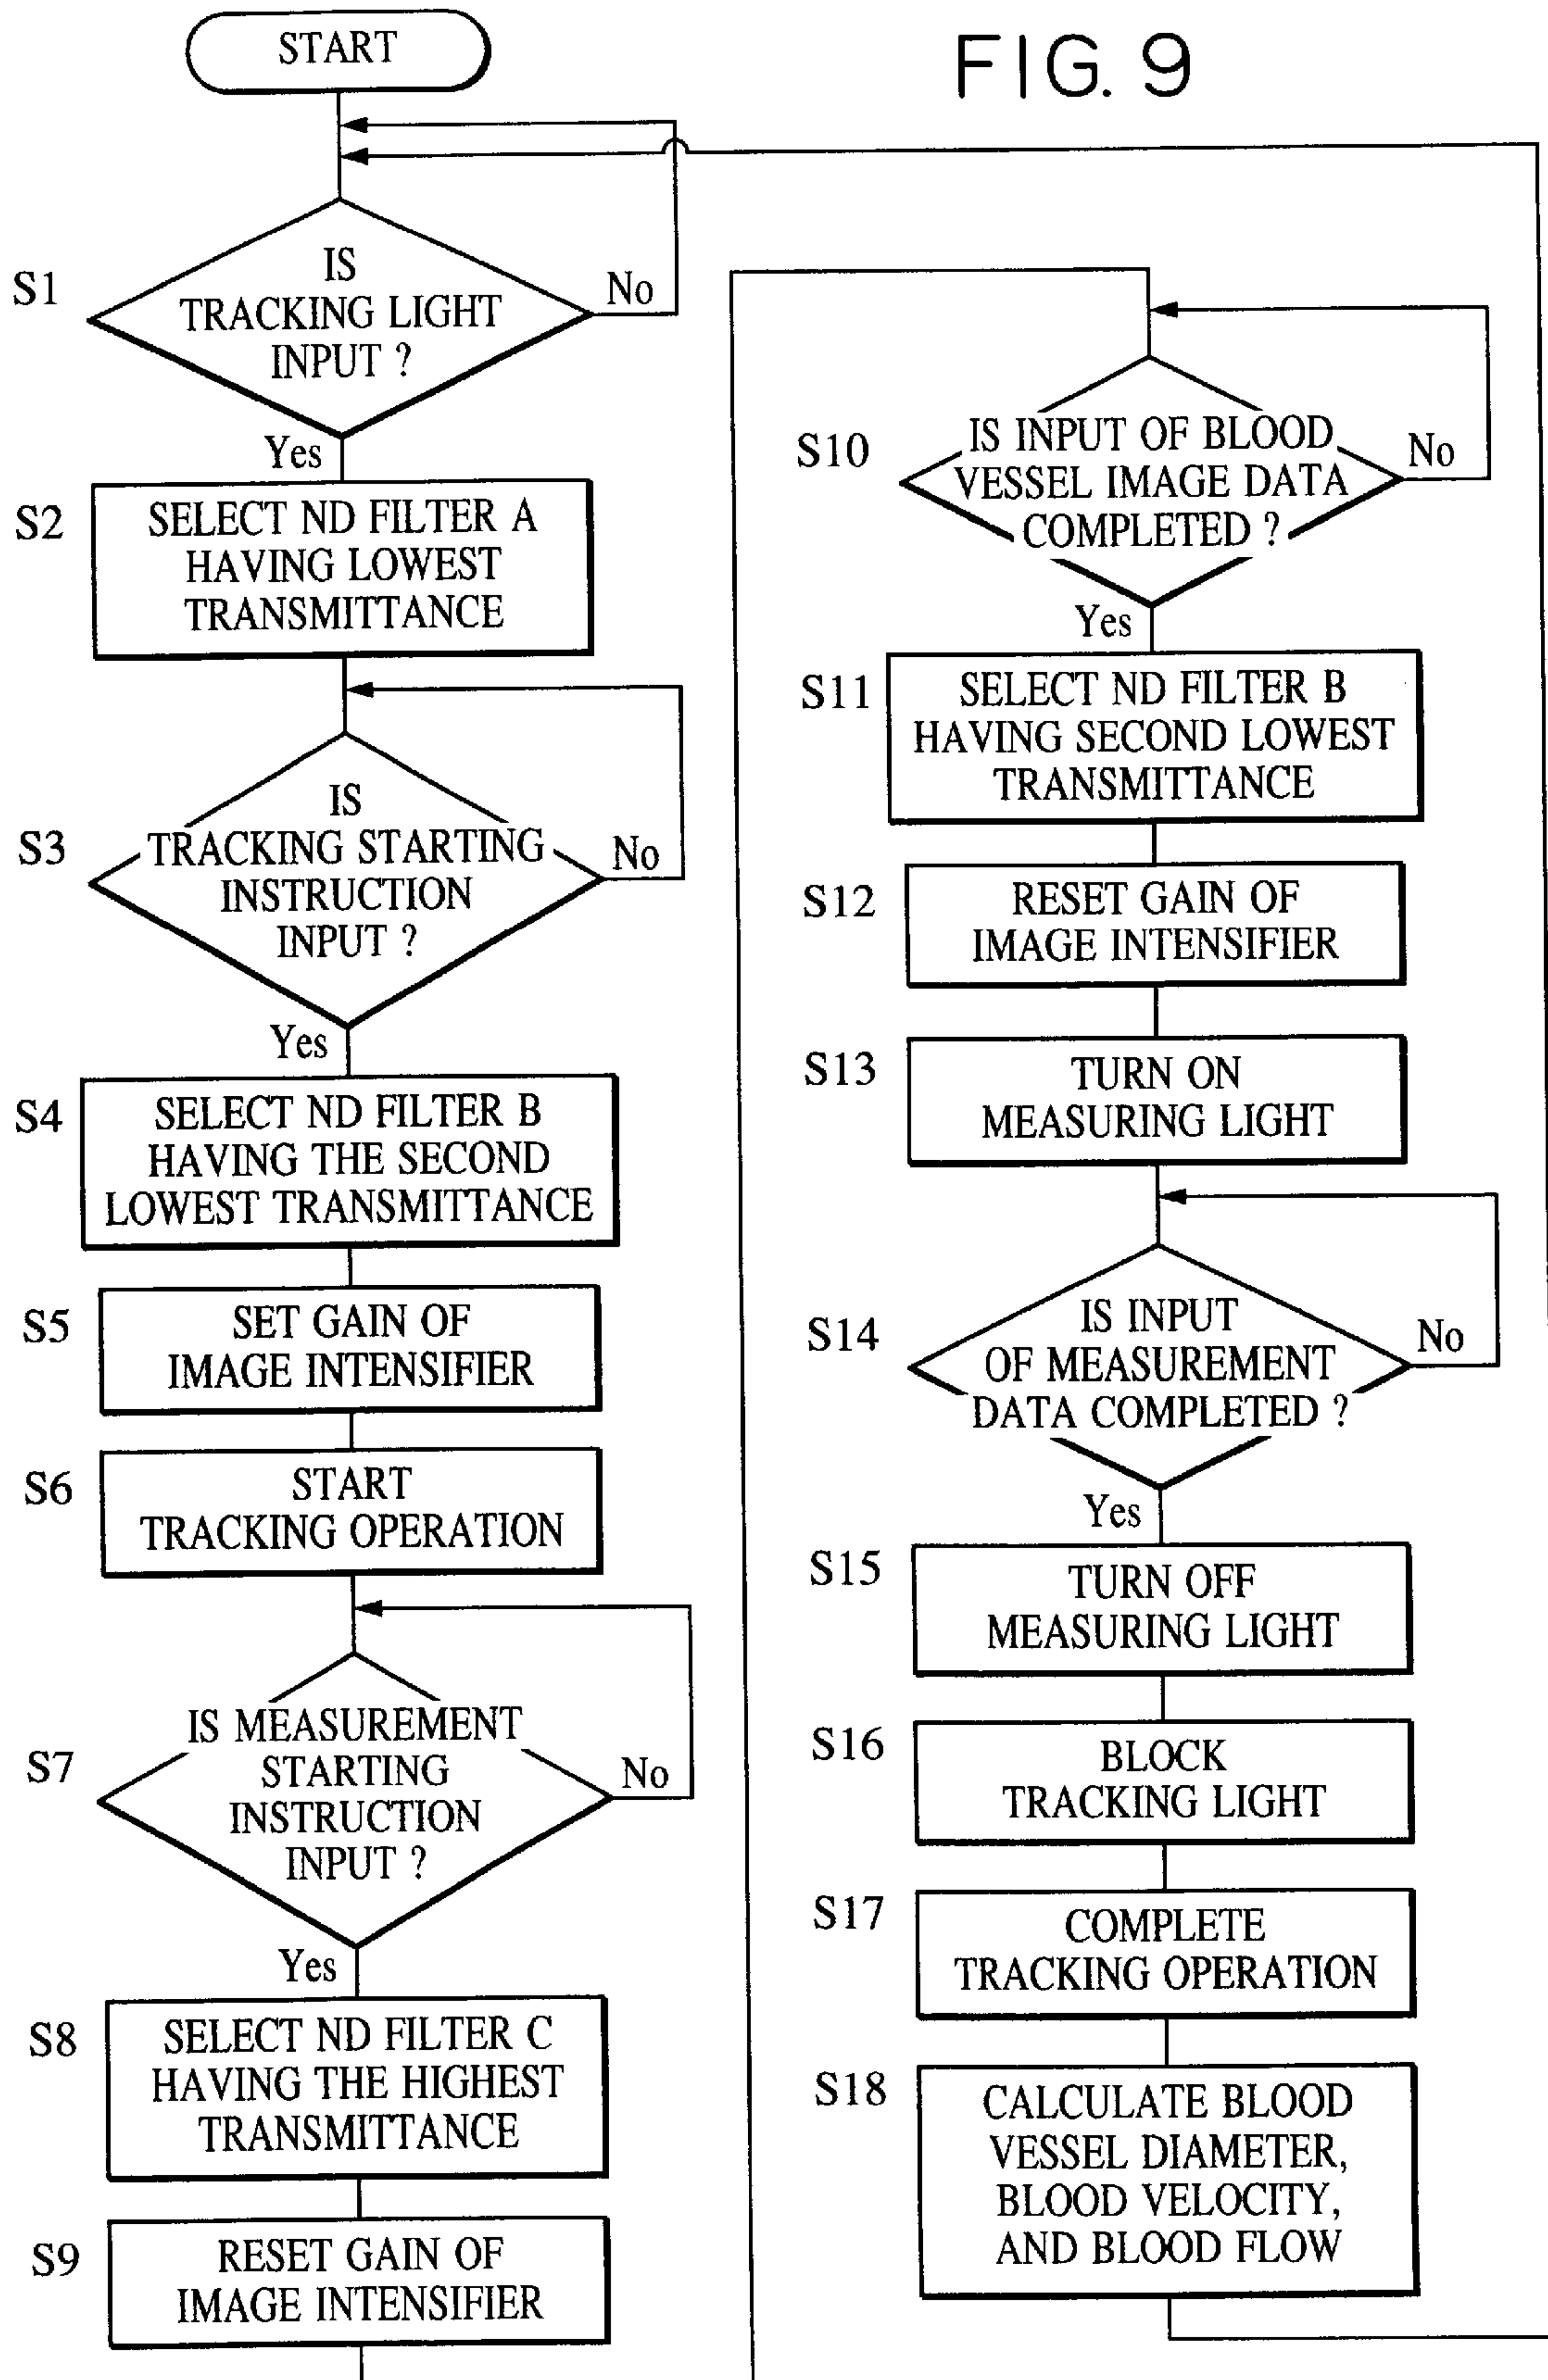 FIG. 9
START
S1
IS
TRACKING LIGHT
INPUT ?
No
Yes
S2
SELECT ND FILTER A
HAVING LOWEST
TRANSMITTANCE
S3
IS
TRACKING STARTING
INSTRUCTION
INPUT ?
No
Yes
S4
SELECT ND FILTER B
HAVING THE SECOND
LOWEST TRANSMITTANCE
S5
SET GAIN OF
IMAGE INTENSIFIER
S6
START
TRACKING OPERATION
S7
IS MEASUREMENT
STARTING
INSTRUCTION
INPUT ?
No
Yes
S8
SELECT ND FILTER C
HAVING THE HIGHEST
TRANSMITTANCE
S9
RESET GAIN OF
IMAGE INTENSIFIER
S10
IS INPUT OF BLOOD
VESSEL IMAGE DATA
COMPLETED ?
No
Yes
S11
SELECT ND FILTER B
HAVING SECOND LOWEST
TRANSMITTANCE
S12
RESET GAIN OF
IMAGE INTENSIFIER
S13
TURN ON
MEASURING LIGHT
S14
IS INPUT
OF MEASUREMENT
DATA COMPLETED ?
No
Yes
S15
TURN OFF
MEASURING LIGHT
S16
BLOCK
TRACKING LIGHT
S17
COMPLETE
TRACKING OPERATION
S18
CALCULATE BLOOD
VESSEL DIAMETER,
BLOOD VELOCITY,
AND BLOOD FLOW